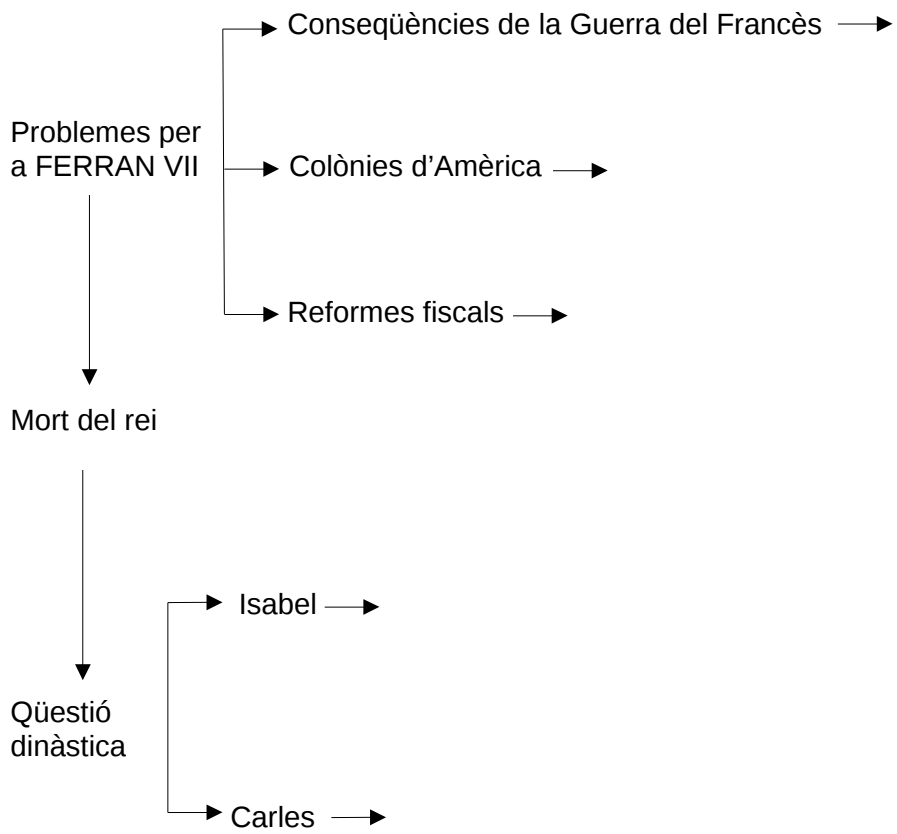 Conseqüències de la Guerra del Francès
Problemes per
a FERRAN VII
Colònies d’Amèrica
Reformes fiscals
Mort del rei
Isabel
Qüestió
dinàstica
Carles